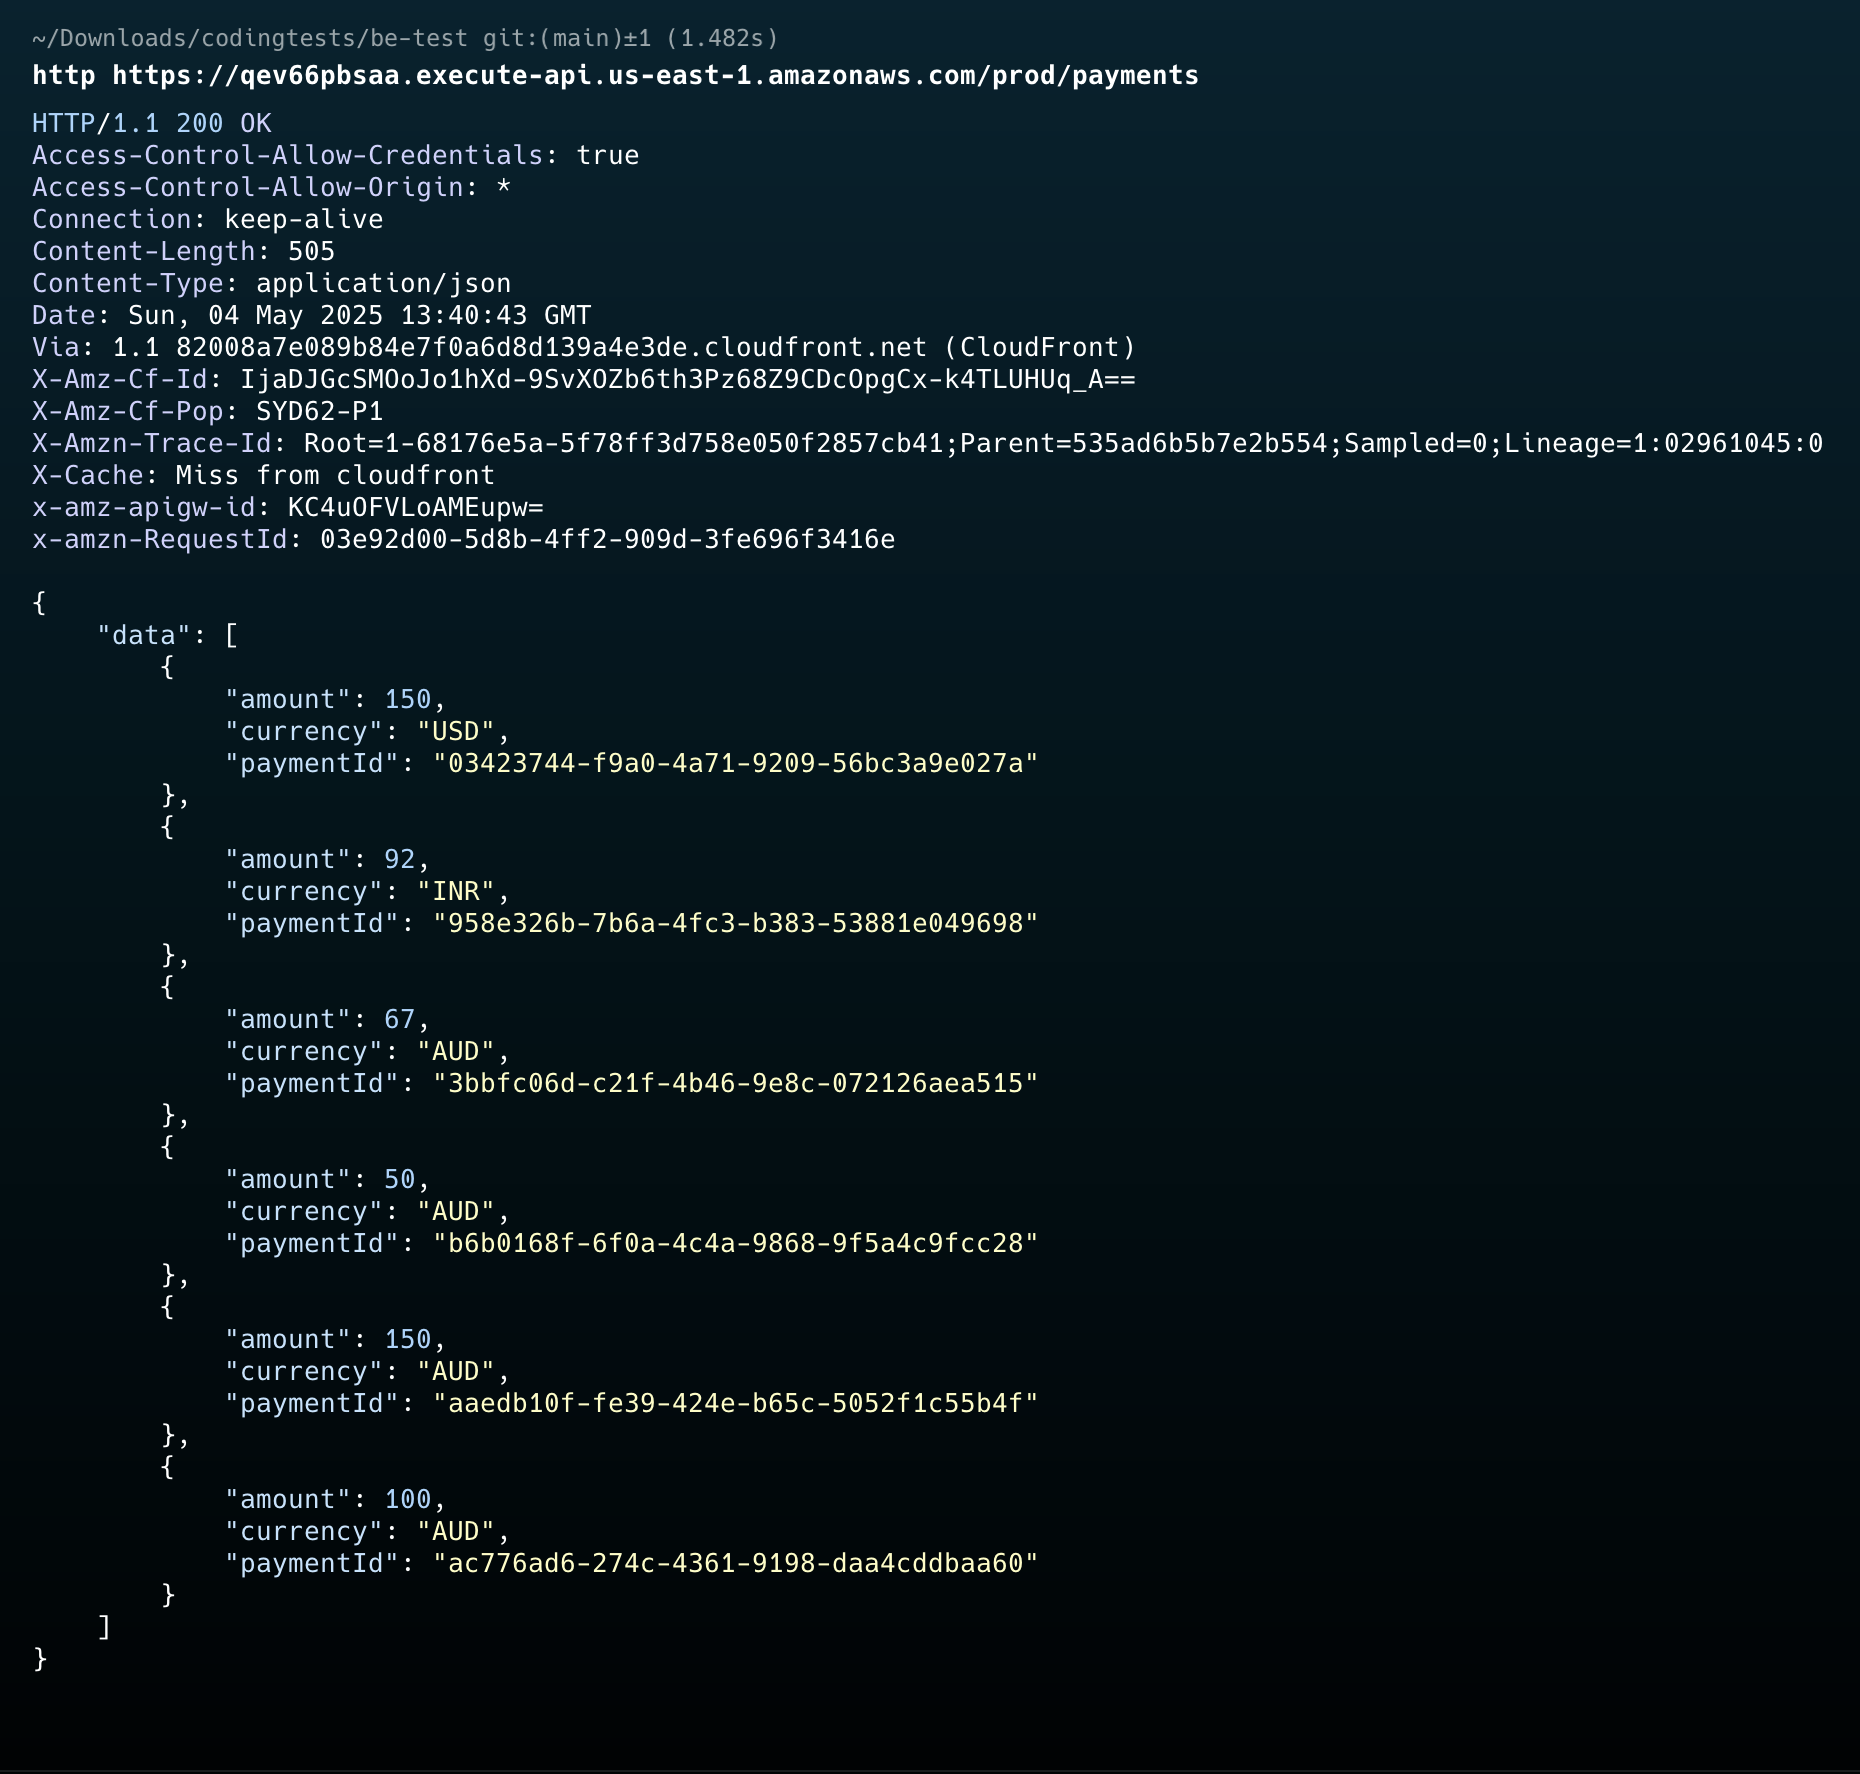 ~/Downloads/codingtests/be-test git:(main)±1 (1.482s)
http https://qev66pbsaa.execute-api.us-east-1.amazonaws.com/prod/payments
HTTP/1.1 200 OK
Access-Control-Allow-Credentials: true
Access-Control-Allow-Origin: *
Connection: keep-alive
Content-Length: 505
Content-Type: application/json
Date: Sun, 04 May 2025 13:40:43 GMT
Via: 1.1 82008a7e089b84e7f0a6d8d139a4e3de.cloudfront.net (CloudFront)
X-Amz-Cf-Id: IjaDJGcSMOoJo1hXd-9SvXOZb6th3Pz68Z9CDcOpgCx-k4TLUHUq_A==
X-Amz-Cf-Pop: SYD62-P1
X-Amzn-Trace-Id: Root=1-68176e5a-5f78ff3d758e050f2857cb41;Parent=535ad6b5b7e2b554;Sampled=0;Lineage=1:02961045:0
X-Cache: Miss from cloudfront
x-amz-apigw-id: KC4uOFVLoAMEupw=
x-amzn-RequestId: 03e92d00-5d8b-4ff2-909d-3fe696f3416e
{
    "data": [
        {
            "amount": 150,
            "currency": "USD",
            "paymentId": "03423744-f9a0-4a71-9209-56bc3a9e027a"
        },
        {
            "amount": 92,
            "currency": "INR",
            "paymentId": "958e326b-7b6a-4fc3-b383-53881e049698"
        },
        {
            "amount": 67,
            "currency": "AUD",
            "paymentId": "3bbfc06d-c21f-4b46-9e8c-072126aea515"
        },
        {
            "amount": 50,
            "currency": "AUD",
            "paymentId": "b6b0168f-6f0a-4c4a-9868-9f5a4c9fcc28"
        },
        {
            "amount": 150,
            "currency": "AUD",
            "paymentId": "aaedb10f-fe39-424e-b65c-5052f1c55b4f"
        },
        {
            "amount": 100,
            "currency": "AUD",
            "paymentId": "ac776ad6-274c-4361-9198-daa4cddbaa60"
        }
    ]
}